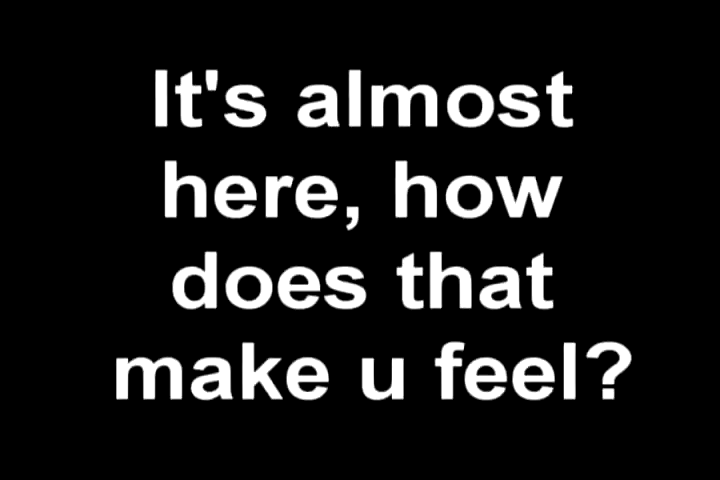 It's almost
here, how
does that
make u feel?